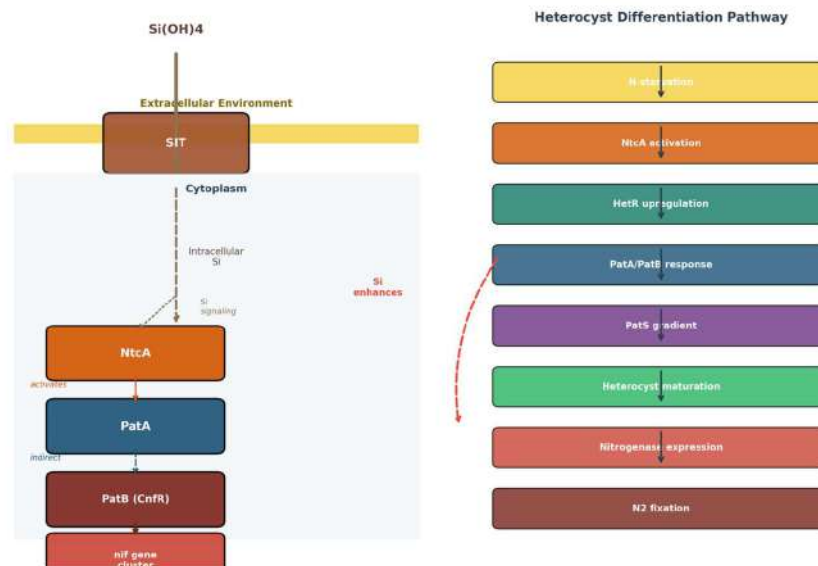 Si(OH)4
Extracellular Environment
SIT
Cytoplasm
Intracellular
Si
Si
signaling
Si
enhances
NtcA
activates
PatA
indirect
PatB (CnfR)
nif gene
cluster
Heterocyst Differentiation Pathway
N-starvation
NtcA activation
HetR upregulation
PatA/PatB response
PatS gradient
Heterocyst maturation
Nitrogenase expression
N2 fixation